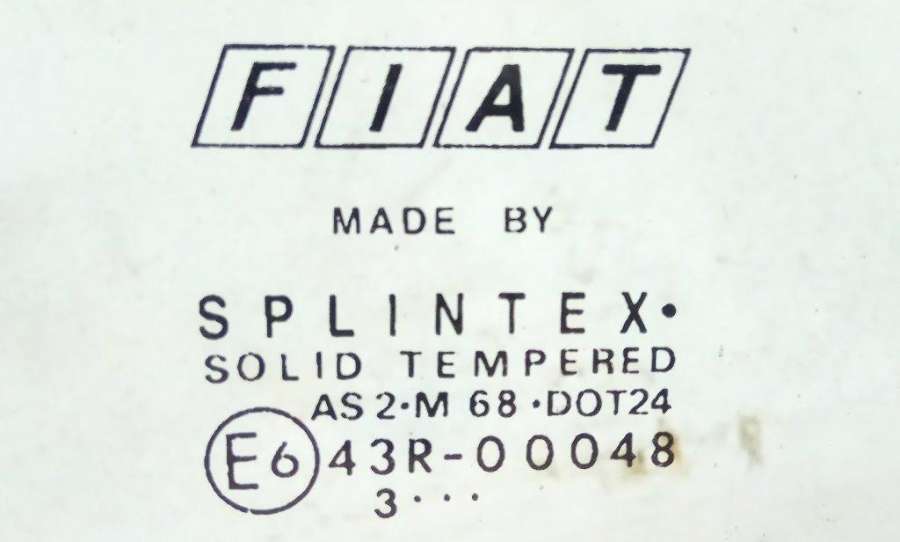 FIAT
MADE BY
SPLINTEX•
SOLID TEMPERED
AS2•M 68 •DOT24
E6 43R-00048
3···